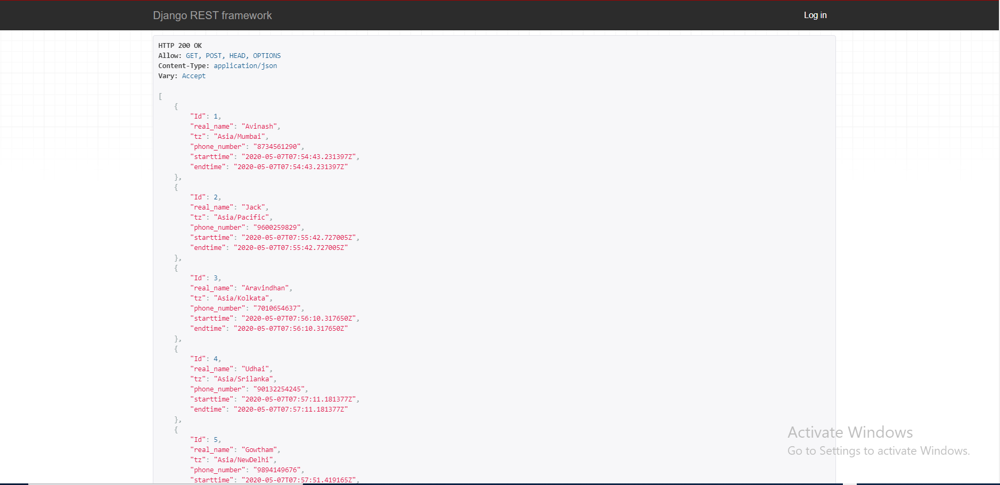 Django REST framework
Log in
HTTP 200 OK
Allow: GET, POST, HEAD, OPTIONS
Content-Type: application/json
Vary: Accept
[
{
"Id": 1,
"real_name": "Avinash",
"tz": "Asia/Mumbai",
"phone_number": "8734561290",
"starttime": "2020-05-07T07:54:43.231397Z",
"endtime": "2020-05-07T07:54:43.231397Z"
},
{
"Id": 2,
"real_name": "Jack",
"tz": "Asia/Pacific",
"phone_number": "9600259829",
"starttime": "2020-05-07T07:55:42.727005Z",
"endtime": "2020-05-07T07:55:42.727005Z"
},
{
"Id": 3,
"real_name": "Aravindhan",
"tz": "Asia/Kolkata",
"phone_number": "7010654637",
"starttime": "2020-05-07T07:56:10.317650Z",
"endtime": "2020-05-07T07:56:10.317650Z"
},
{
"Id": 4,
"real_name": "Udhai",
"tz": "Asia/Srilanka",
"phone_number": "90132254245",
"starttime": "2020-05-07T07:57:11.181377Z",
"endtime": "2020-05-07T07:57:11.181377Z"
},
{
"Id": 5,
"real_name": "Gowtham",
"tz": "Asia/NewDelhi",
"phone_number": "9894149676",
"starttime": "2020-05-07T07:57:51.419165Z",
Activate Windows
Go to Settings to activate Windows.